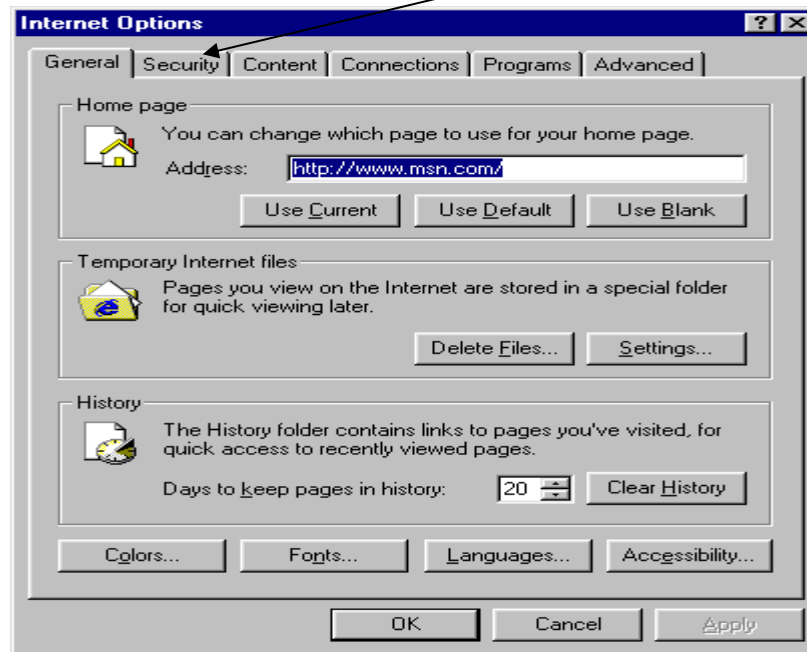 Internet Options
General Security Content Connections Programs Advanced
Home page
You can change which page to use for your home page.
Address: http://www.msn.com/
Use Current Use Default Use Blank
Temporary Internet files
Pages you view on the Internet are stored in a special folder
for quick viewing later.
Delete Files... Settings...
History
The History folder contains links to pages you've visited, for
quick access to recently viewed pages.
Days to keep pages in history: 20 Clear History
Colors... Fonts... Languages... Accessibility...
OK Cancel Apply